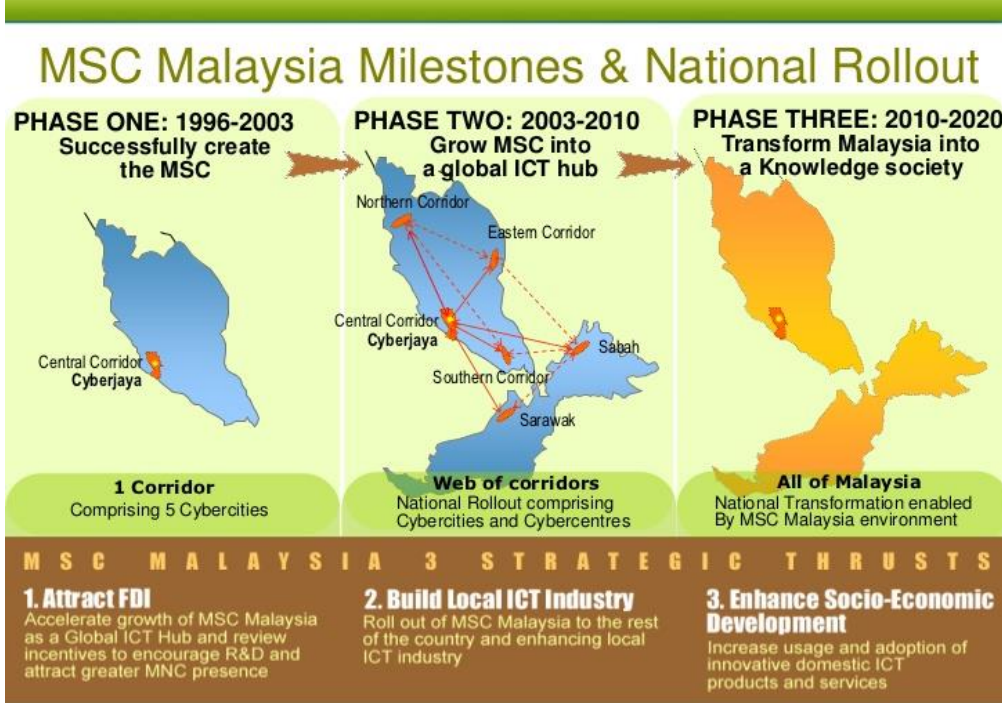 MSC Malaysia Milestones & National Rollout
PHASE ONE: 1996-2003
Successfully create
the MSC
Central Corridor
Cyberjaya
1 Corridor
Comprising 5 Cybercities
PHASE TWO: 2003-2010
Grow MSC into
a global ICT hub
Northern Corridor
Eastern Corridor
Central Corridor
Cyberjaya
Sabah
Southern Corridor
Sarawak
Web of corridors
National Rollout comprising
Cybercities and Cybercentres
PHASE THREE: 2010-2020
Transform Malaysia into
a Knowledge society
All of Malaysia
National Transformation enabled
By MSC Malaysia environment
MSC MALAYSIA 3 STRATEGIC THRUSTS
1. Attract FDI
Accelerate growth of MSC Malaysia
as a Global ICT Hub and review
incentives to encourage R&D and
attract greater MNC presence
2. Build Local ICT Industry
Roll out of MSC Malaysia to the rest
of the country and enhancing local
ICT industry
3. Enhance Socio-Economic
Development
Increase usage and adoption of
innovative domestic ICT
products and services